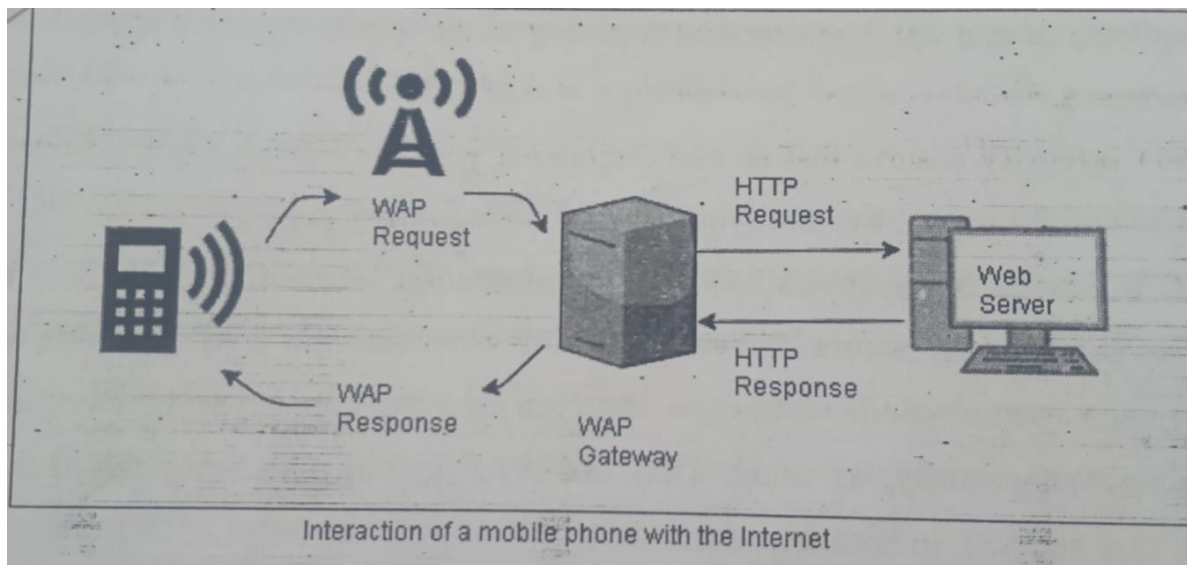 WAP
Request
HTTP
Request
Web
Server
WAP
Response
HTTP
Response
WAP
Gateway
Interaction of a mobile phone with the Internet